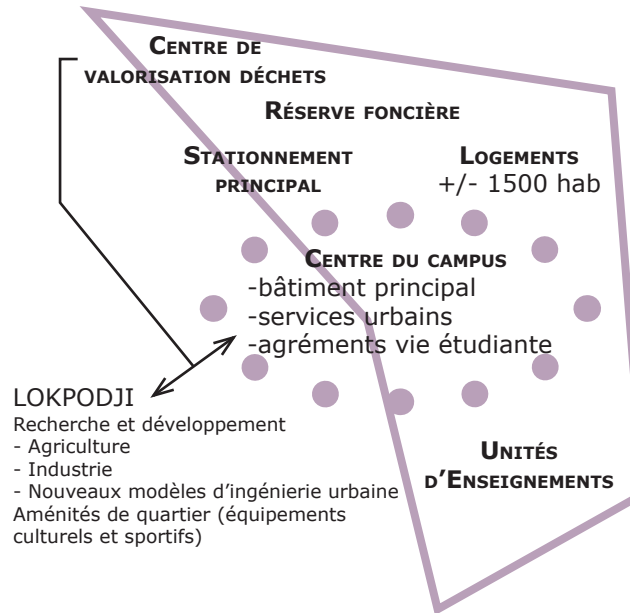 CENTRE DE
VALORISATION DÉCHETS
RÉSERVE FONCIÈRE
STATIONNEMENT
PRINCIPAL
LOGEMENTS
+/- 1500 hab
CENTRE DU CAMPUS
-bâtiment principal
-services urbains
-agréments vie étudiante
LOKPODJI
Recherche et développement
- Agriculture
- Industrie
- Nouveaux modèles d'ingénierie urbaine
Aménités de quartier (équipements
culturels et sportifs)
UNITÉS
D'ENSEIGNEMENTS